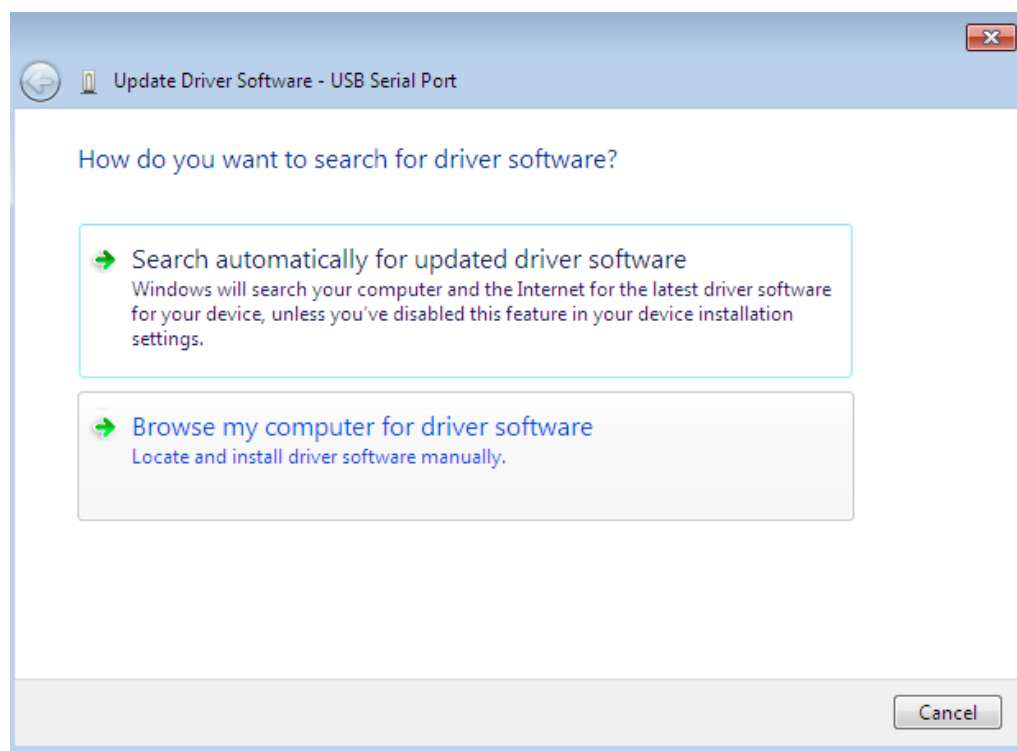 Update Driver Software - USB Serial Port
How do you want to search for driver software?
Search automatically for updated driver software
Windows will search your computer and the Internet for the latest driver software
for your device, unless you've disabled this feature in your device installation
settings.
Browse my computer for driver software
Locate and install driver software manually.
Cancel